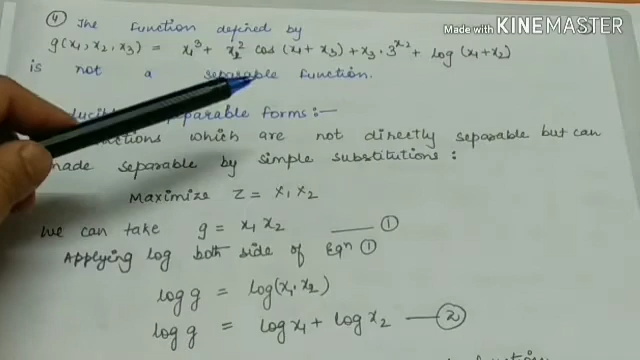 Made with KINEMASTER
④ The function defined by
g(x₁, x₂, x₃) = x₁³ + x₂² cos (x₁ + x₃) + x₃ · 3^x₂ + log (x₁ + x₂)
is not a separable function.
separable forms :—
which are not directly separable but can
made separable by simple substitutions :
Maximize Z = x₁ x₂
we can take g = x₁ x₂ —— ①
Applying log both side of Eqⁿ ①
log g = log(x₁ . x₂)
log g = log x₁ + log x₂ —— ②